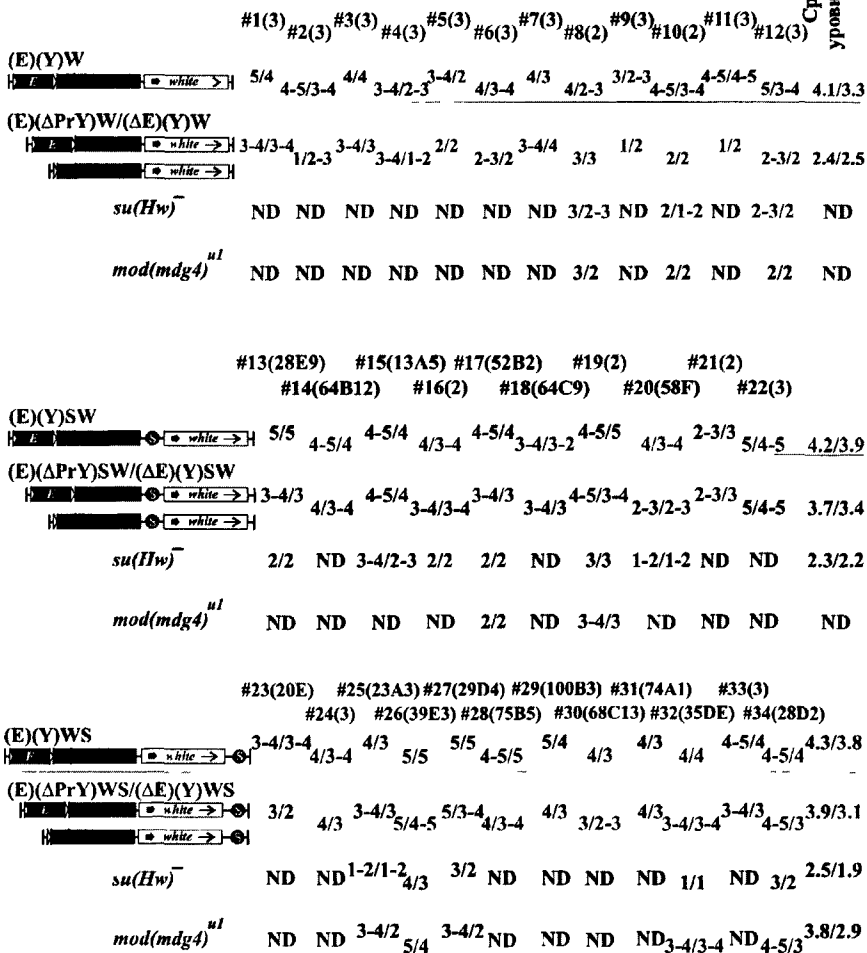 Ср
уровн
#1(3) #2(3) #3(3) #4(3) #5(3) #6(3) #7(3) #8(2) #9(3) #10(2) #11(3) #12(3)
(E)(Y)W
E white 5/4 4-5/3-4 4/4 3-4/2-3 3-4/2 4/3-4 4/3 4/2-3 3/2-3 4-5/3-4 4-5/4-5 5/3-4 4.1/3.3
(E)(ΔPrY)W/(ΔE)(Y)W
E white 3-4/3-4 1/2-3 3-4/3 3-4/1-2 2/2 2-3/2 3-4/4 3/3 1/2 2/2 1/2 2-3/2 2.4/2.5
white
su(Hw)⁻ ND ND ND ND ND ND ND 3/2-3 ND 2/1-2 ND 2-3/2 ND
mod(mdg4)ᵘ¹ ND ND ND ND ND ND ND 3/2 ND 2/2 ND 2/2 ND
#13(28E9) #15(13A5) #17(52B2) #19(2) #21(2)
#14(64B12) #16(2) #18(64C9) #20(58F) #22(3)
(E)(Y)SW
E S white 5/5 4-5/4 4-5/4 4/3-4 4-5/4 3-4/3-2 4-5/5 4/3-4 2-3/3 5/4-5 4.2/3.9
(E)(ΔPrY)SW/(ΔE)(Y)SW
E S white 3-4/3 4/3-4 4-5/4 3-4/3-4 3-4/3 3-4/3 4-5/3-4 2-3/2-3 2-3/3 5/4-5 3.7/3.4
S white
su(Hw)⁻ 2/2 ND 3-4/2-3 2/2 2/2 ND 3/3 1-2/1-2 ND ND 2.3/2.2
mod(mdg4)ᵘ¹ ND ND ND ND 2/2 ND 3-4/3 ND ND ND ND
#23(20E) #25(23A3) #27(29D4) #29(100B3) #31(74A1) #33(3)
#24(3) #26(39E3) #28(75B5) #30(68C13) #32(35DE) #34(28D2)
(E)(Y)WS
E white S 3-4/3-4 4/3-4 4/3 5/5 5/5 4-5/5 5/4 4/3 4/3 4/4 4-5/4 4-5/4 4.3/3.8
(E)(ΔPrY)WS/(ΔE)(Y)WS
E white S 3/2 4/3 3-4/3 5/4-5 5/3-4 4/3-4 4/3 3/2-3 4/3 3-4/3-4 3-4/3 4-5/3 3.9/3.1
white S
su(Hw)⁻ ND ND 1-2/1-2 4/3 3/2 ND ND ND ND 1/1 ND 3/2 2.5/1.9
mod(mdg4)ᵘ¹ ND ND 3-4/2 5/4 3-4/2 ND ND ND ND 3-4/3-4 ND 4-5/3 3.8/2.9